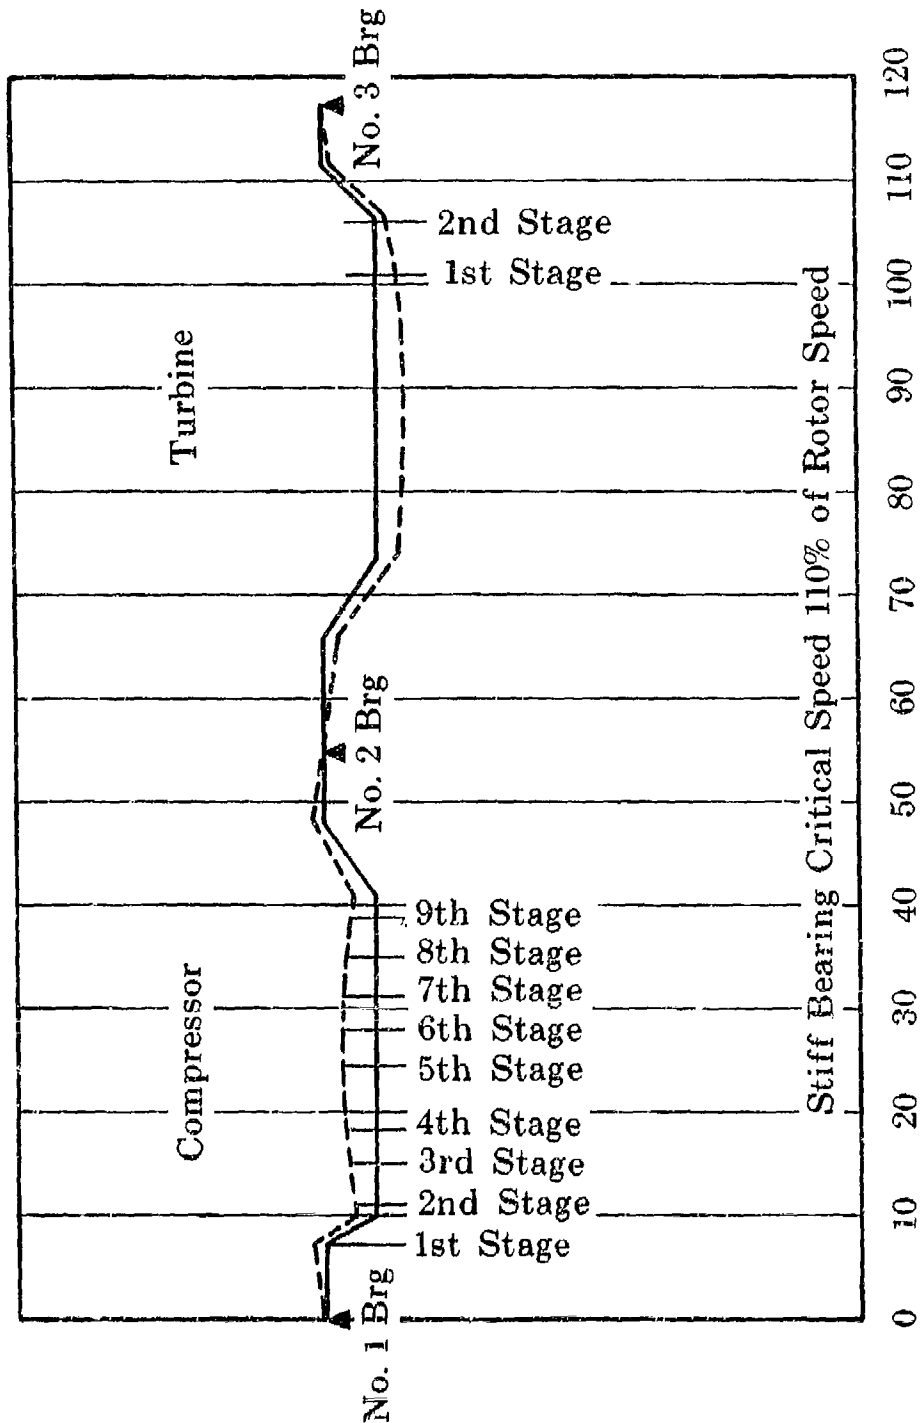 Compressor
Turbine
No. 1 Brg
No. 2 Brg
No. 3 Brg
1st Stage
2nd Stage
3rd Stage
4th Stage
5th Stage
6th Stage
7th Stage
8th Stage
9th Stage
1st Stage
2nd Stage
Stiff Bearing Critical Speed 110% of Rotor Speed
0 10 20 30 40 50 60 70 80 90 100 110 120